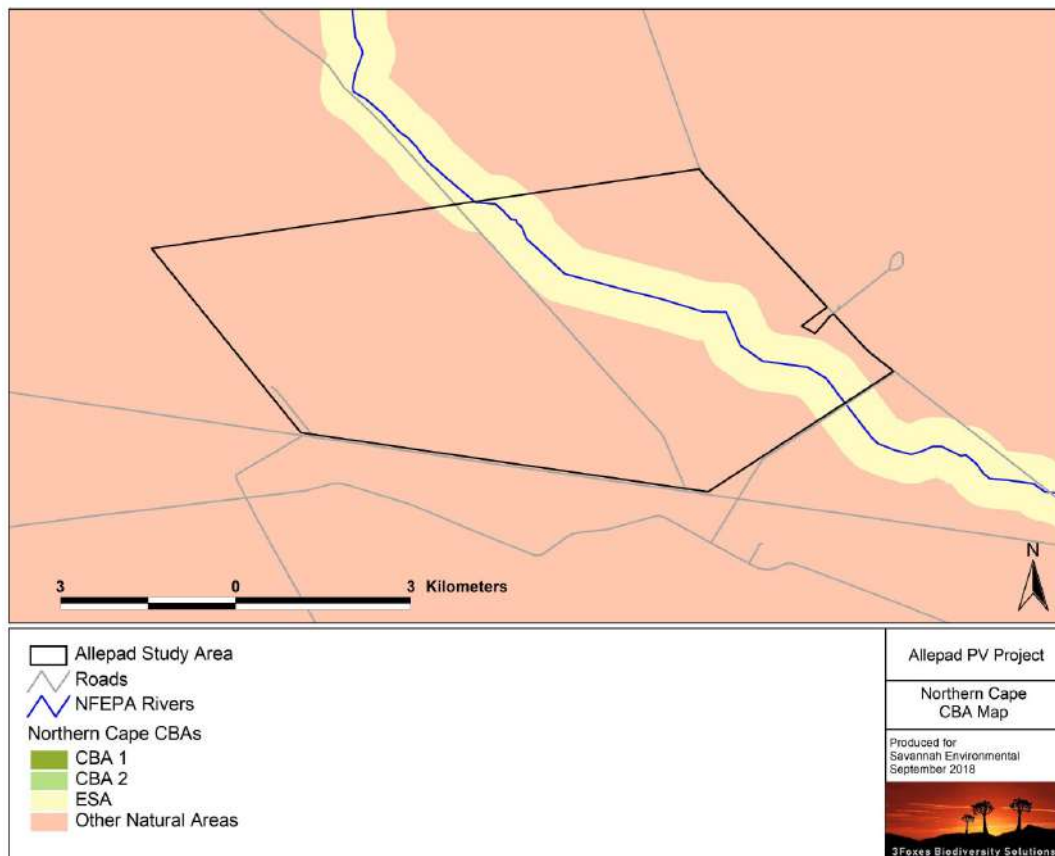 N
3 0 3 Kilometers
Allepad Study Area
Roads
NFEPA Rivers
Northern Cape CBAs
CBA 1
CBA 2
ESA
Other Natural Areas
Allepad PV Project
Northern Cape
CBA Map
Produced for
Savannah Environmental
September 2018
3Foxes Biodiversity Solutions